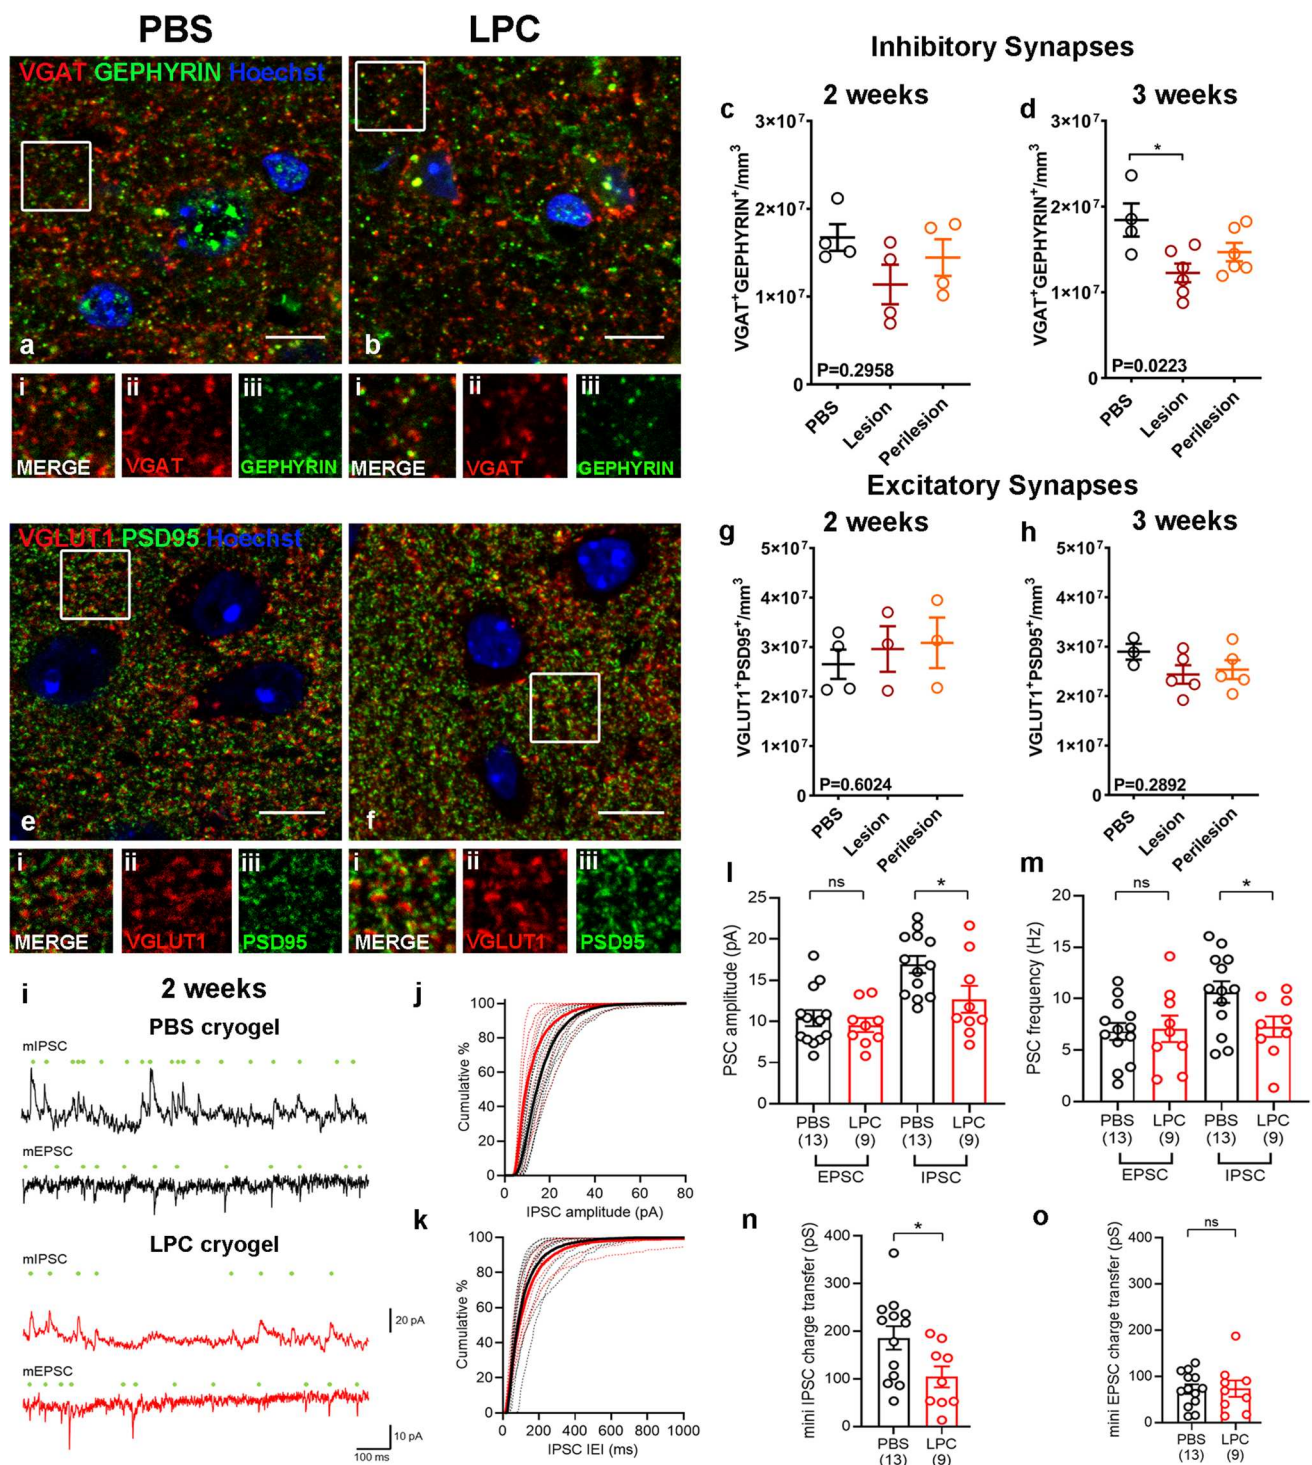 PBS
LPC
VGAT GEPHYRIN Hoechst
a
b
i
ii
iii
MERGE
VGAT
GEPHYRIN
i
ii
iii
MERGE
VGAT
GEPHYRIN
Inhibitory Synapses
c
2 weeks
VGAT⁺GEPHYRIN⁺/mm³
3×10⁷
2×10⁷
1×10⁷
0
P=0.2958
PBS
Lesion
Perilesion
d
3 weeks
VGAT⁺GEPHYRIN⁺/mm³
3×10⁷
2×10⁷
1×10⁷
0
*
P=0.0223
PBS
Lesion
Perilesion
VGLUT1 PSD95 Hoechst
e
f
i
ii
iii
MERGE
VGLUT1
PSD95
i
ii
iii
MERGE
VGLUT1
PSD95
Excitatory Synapses
g
2 weeks
VGLUT1⁺PSD95⁺/mm³
5×10⁷
4×10⁷
3×10⁷
2×10⁷
1×10⁷
0
P=0.6024
PBS
Lesion
Perilesion
h
3 weeks
VGLUT1⁺PSD95⁺/mm³
5×10⁷
4×10⁷
3×10⁷
2×10⁷
1×10⁷
0
P=0.2892
PBS
Lesion
Perilesion
i
2 weeks
PBS cryogel
mIPSC
mEPSC
LPC cryogel
mIPSC
20 pA
mEPSC
10 pA
100 ms
j
Cumulative %
100
80
60
40
20
0
0 20 40 60 80
IPSC amplitude (pA)
k
Cumulative %
100
80
60
40
20
0
0 200 400 600 800 1000
IPSC IEI (ms)
l
PSC amplitude (pA)
25
20
15
10
5
0
ns
*
PBS LPC PBS LPC
(13) (9) (13) (9)
EPSC IPSC
m
PSC frequency (Hz)
20
15
10
5
0
ns
*
PBS LPC PBS LPC
(13) (9) (13) (9)
EPSC IPSC
n
mini IPSC charge transfer (pS)
400
300
200
100
0
*
PBS LPC
(13) (9)
o
mini EPSC charge transfer (pS)
400
300
200
100
0
ns
PBS LPC
(13) (9)